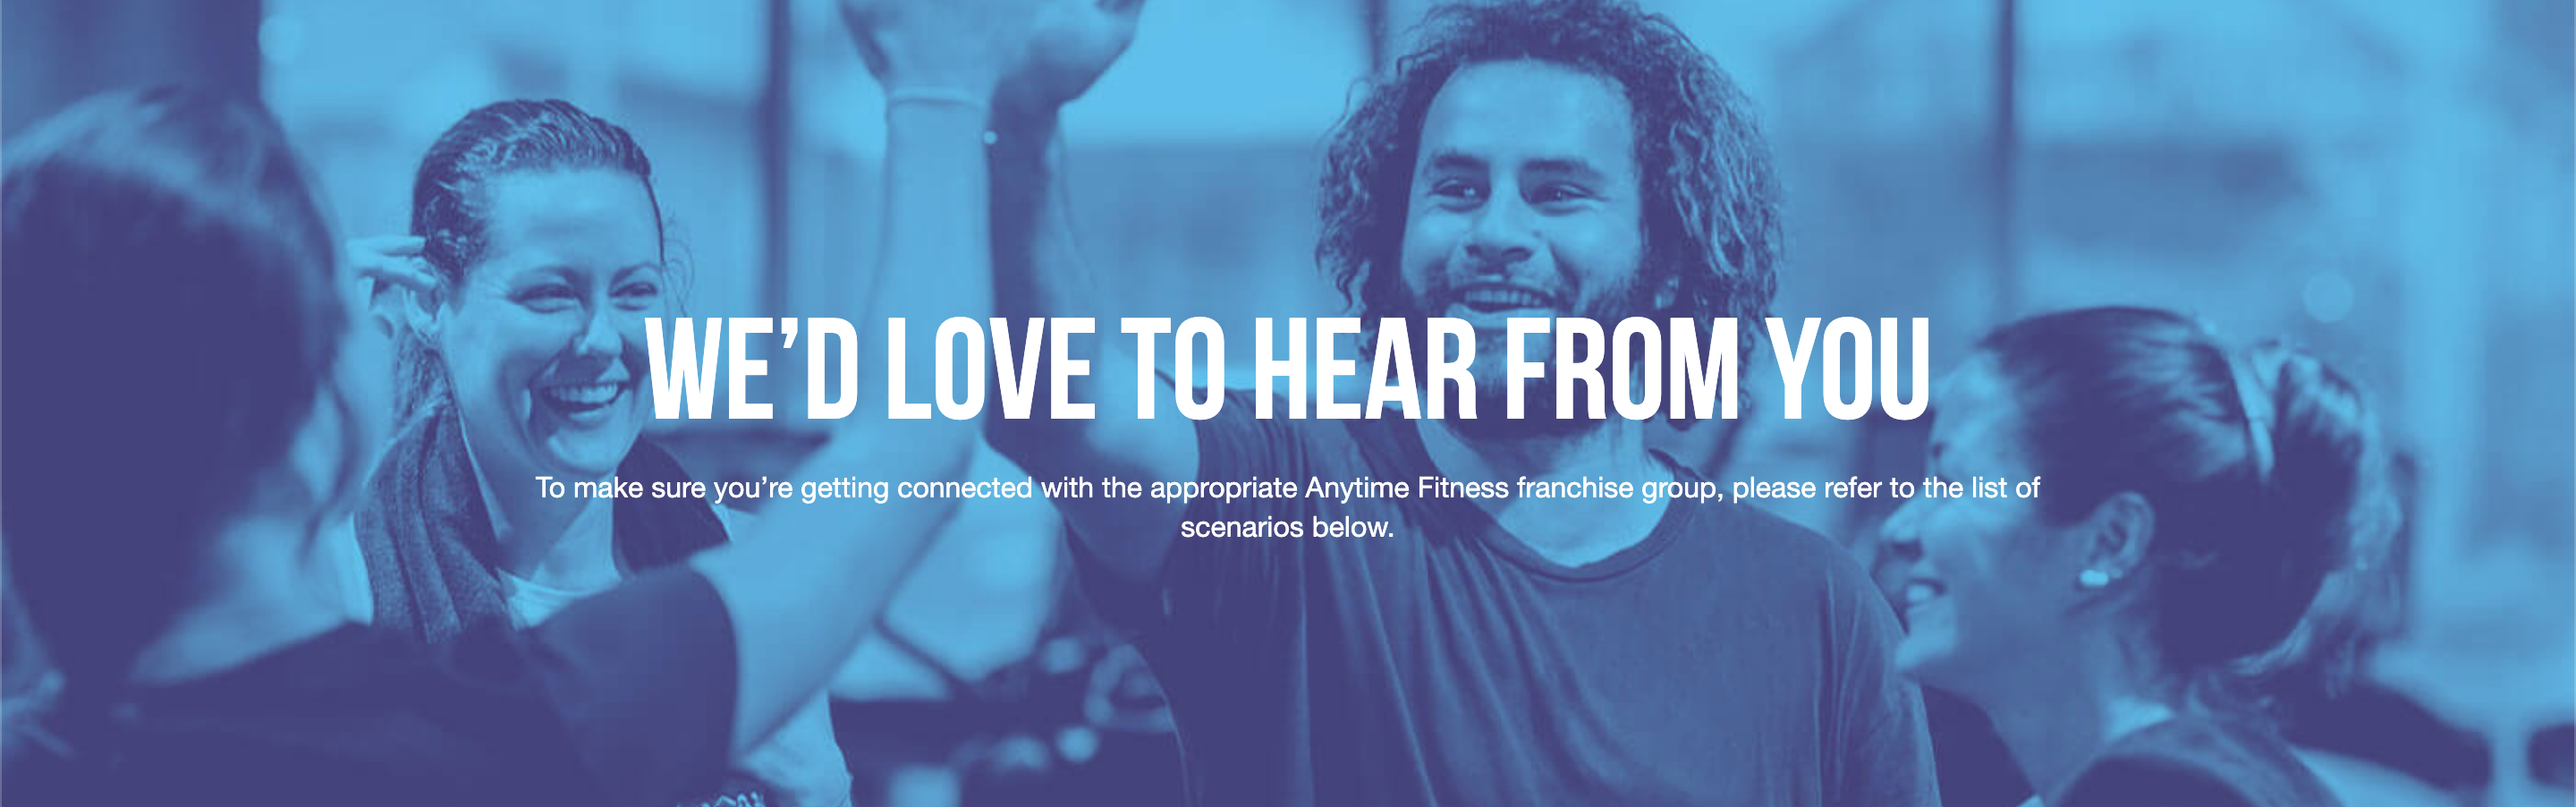 WE’D LOVE TO HEAR FROM YOU
To make sure you’re getting connected with the appropriate Anytime Fitness franchise group, please refer to the list of
scenarios below.